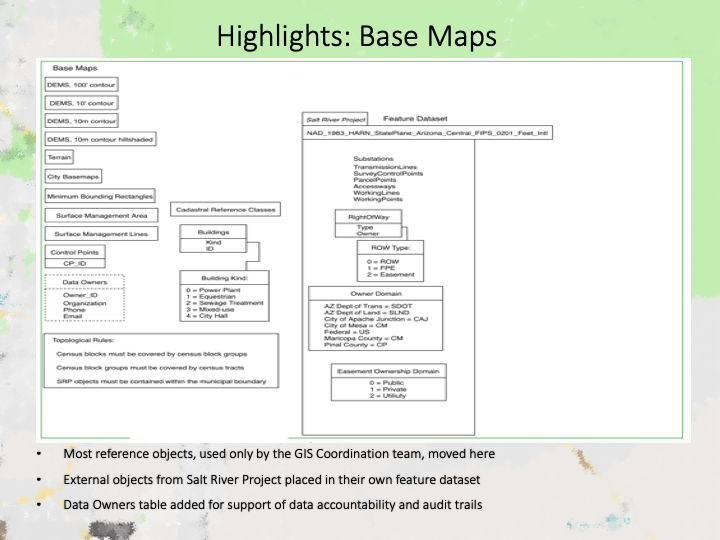 Highlights: Base Maps
Base Maps
DEMS, 100' contour
DEMS, 10' contour
DEMS, 10m contour
DEMS, 10m contour hillshaded
Terrain
City Basemaps
Minimum Bounding Rectangles
Surface Management Area
Surface Management Lines
Control Points
CP_ID
Data Owners
Owner_ID
Organization
Phone
Email
Cadastral Reference Classes
Buildings
Kind
ID
Building Kind:
0 = Power Plant
1 = Equestrian
2 = Sewage Treatment
3 = Mixed-use
4 = City Hall
Topological Rules:
Census blocks must be covered by census block groups
Census block groups must be covered by census tracts
SRP objects must be contained within the municipal boundary
Salt River Project
Feature Dataset
NAD_1983_HARN_StatePlane_Arizona_Central_FIPS_0201_Feet_Intl
Substations
TransmissionLines
SurveyControlPoints
ParcelPoints
Accessways
WorkingLines
WorkingPoints
RightOfWay
Type
Owner
ROW Type:
0 = ROW
1 = FPE
2 = Easement
Owner Domain
AZ Dept of Trans = SDOT
AZ Dept of Land = SLND
City of Apache Junction = CAJ
City of Mesa = CM
Federal = US
Maricopa County = CM
Pinal County = CP
Easement Ownership Domain
0 = Public
1 = Private
2 = Utiliuty
• Most reference objects, used only by the GIS Coordination team, moved here
• External objects from Salt River Project placed in their own feature dataset
• Data Owners table added for support of data accountability and audit trails